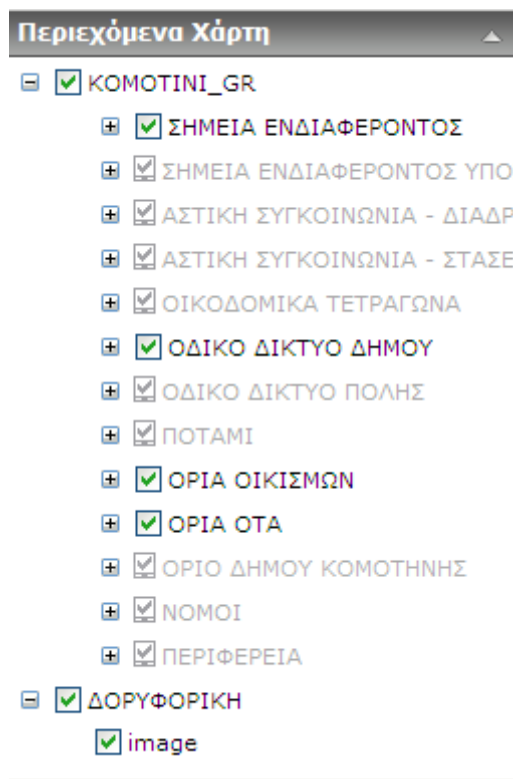 Περιεχόμενα Χάρτη
KOMOTINI_GR
ΣΗΜΕΙΑ ΕΝΔΙΑΦΕΡΟΝΤΟΣ
ΣΗΜΕΙΑ ΕΝΔΙΑΦΕΡΟΝΤΟΣ ΥΠΟ
ΑΣΤΙΚΗ ΣΥΓΚΟΙΝΩΝΙΑ - ΔΙΑΔΡ
ΑΣΤΙΚΗ ΣΥΓΚΟΙΝΩΝΙΑ - ΣΤΑΣΕ
ΟΙΚΟΔΟΜΙΚΑ ΤΕΤΡΑΓΩΝΑ
ΟΔΙΚΟ ΔΙΚΤΥΟ ΔΗΜΟΥ
ΟΔΙΚΟ ΔΙΚΤΥΟ ΠΟΛΗΣ
ΠΟΤΑΜΙ
ΟΡΙΑ ΟΙΚΙΣΜΩΝ
ΟΡΙΑ ΟΤΑ
ΟΡΙΟ ΔΗΜΟΥ ΚΟΜΟΤΗΝΗΣ
ΝΟΜΟΙ
ΠΕΡΙΦΕΡΕΙΑ
ΔΟΡΥΦΟΡΙΚΗ
image